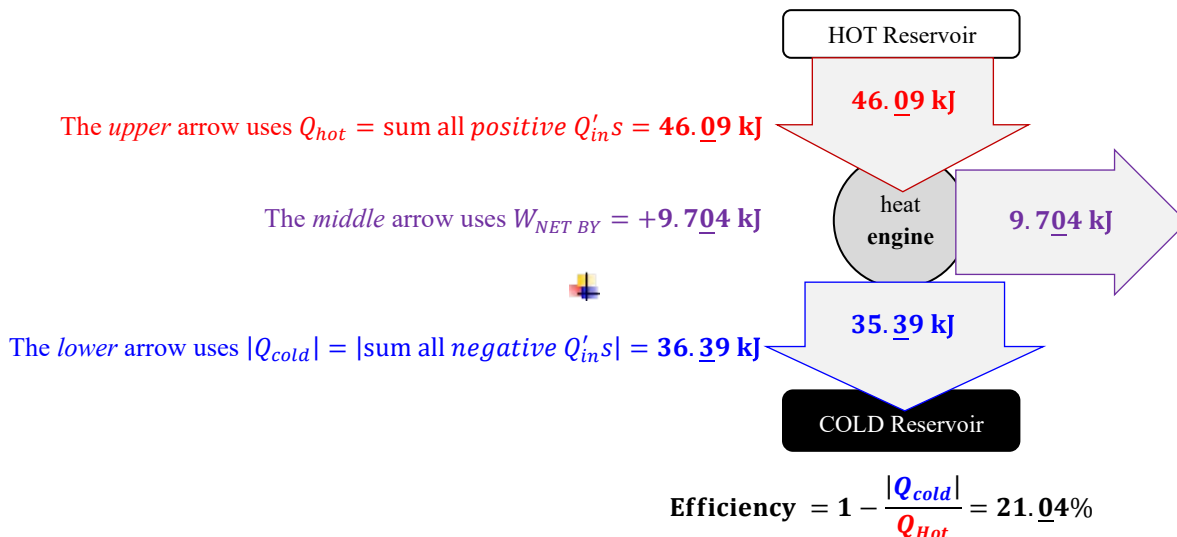 HOT Reservoir
46.09 kJ
The upper arrow uses Q_hot = sum all positive Q'_in s = 46.09 kJ
heat
engine
The middle arrow uses W_NET BY = +9.704 kJ
9.704 kJ
35.39 kJ
The lower arrow uses |Q_cold| = |sum all negative Q'_in s| = 36.39 kJ
COLD Reservoir
Efficiency = 1 − |Q_cold| / Q_Hot = 21.04%